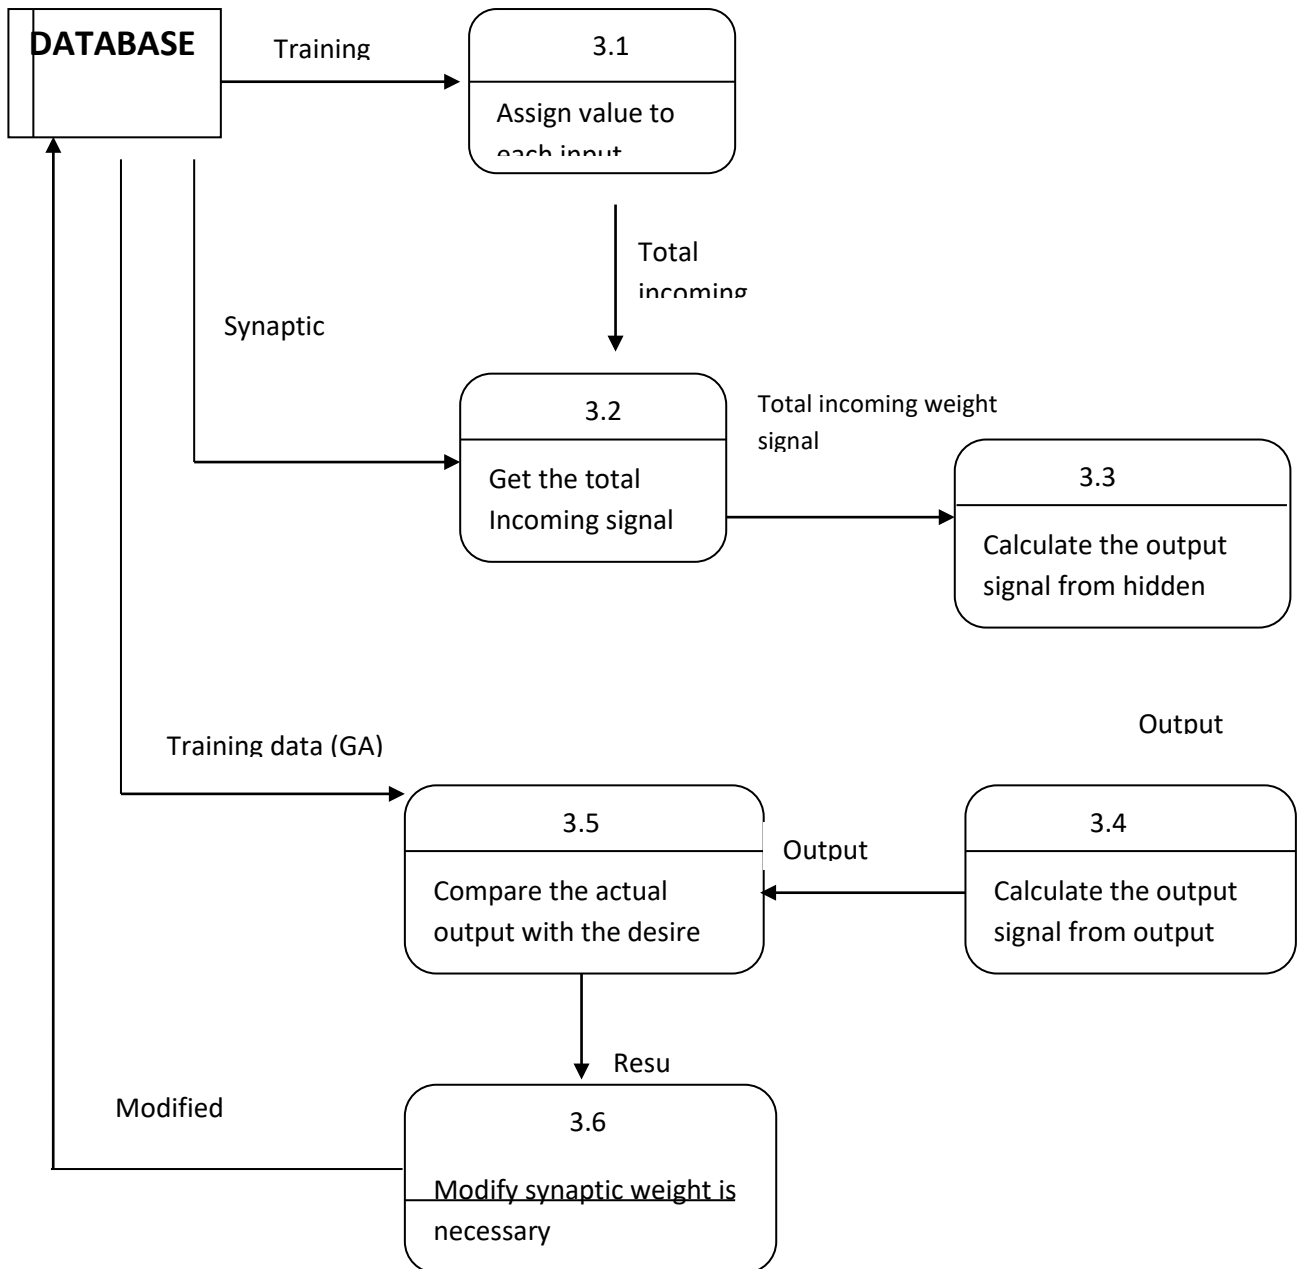 DATABASE
Training
3.1
Assign value to
each input
Total
incoming
Synaptic
3.2
Get the total
Incoming signal
Total incoming weight
signal
3.3
Calculate the output
signal from hidden
Output
Training data (GA)
3.5
Compare the actual
output with the desire
Output
3.4
Calculate the output
signal from output
Resu
Modified
3.6
Modify synaptic weight is
necessary